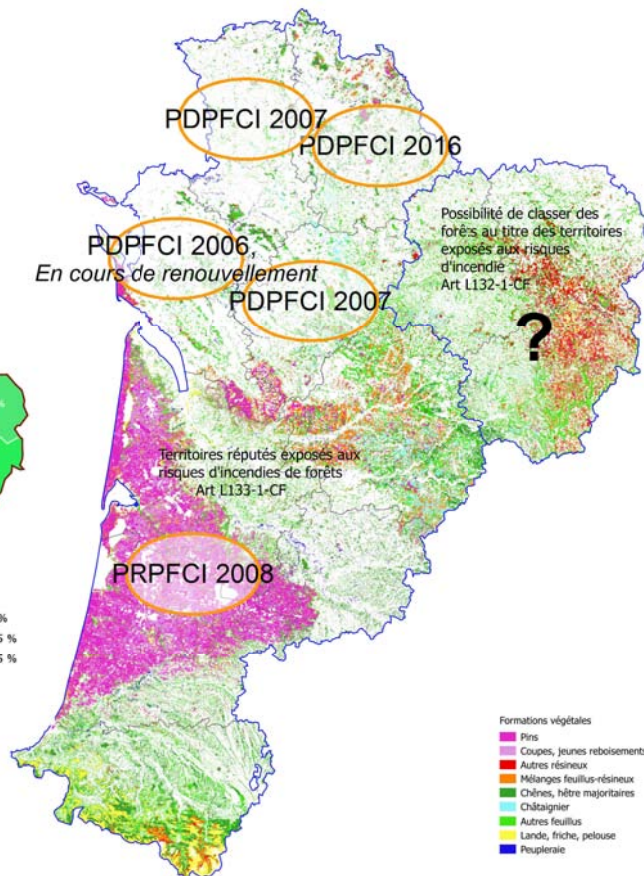 PDPFCI 2007
PDPFCI 2016
Possibilité de classer des
forêts au titre des territoires
exposés aux risques
d'incendie
Art L132-1-CF
?
PDPFCI 2006,
En cours de renouvellement
PDPFCI 2007
Territoires réputés exposés aux
risques d'incendies de forêts
Art L133-1-CF
PRPFCI 2008
%
%
5 %
5 %
Formations végétales
Pins
Coupes, jeunes reboisements
Autres résineux
Mélanges feuillus-résineux
Chênes, hêtre majoritaires
Châtaignier
Autres feuillus
Lande, friche, pelouse
Peupleraie